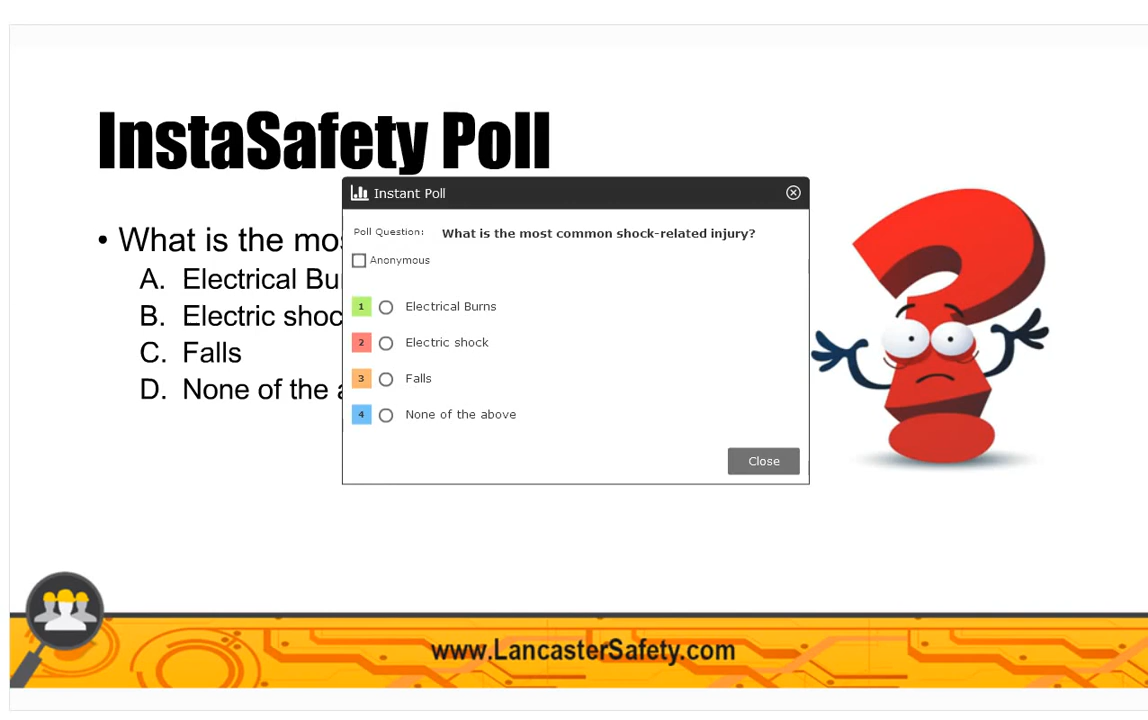 InstaSafety Poll
Instant Poll
• What is the mo
A. Electrical Bu
B. Electric shoc
C. Falls
D. None of the
Poll Question: What is the most common shock-related injury?
Anonymous
1 Electrical Burns
2 Electric shock
3 Falls
4 None of the above
Close
www.LancasterSafety.com